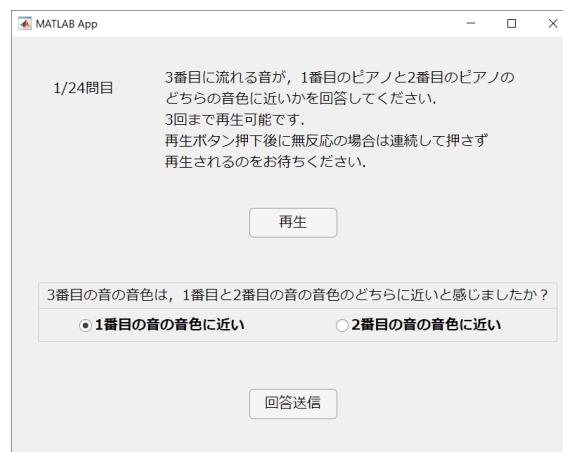 MATLAB App
1/24問目
3番目に流れる音が，1番目のピアノと2番目のピアノの
どちらの音色に近いかを回答してください．
3回まで再生可能です．
再生ボタン押下後に無反応の場合は連続して押さず
再生されるのをお待ちください．
再生
3番目の音の音色は，1番目と2番目の音の音色のどちらに近いと感じましたか？
1番目の音の音色に近い
2番目の音の音色に近い
回答送信